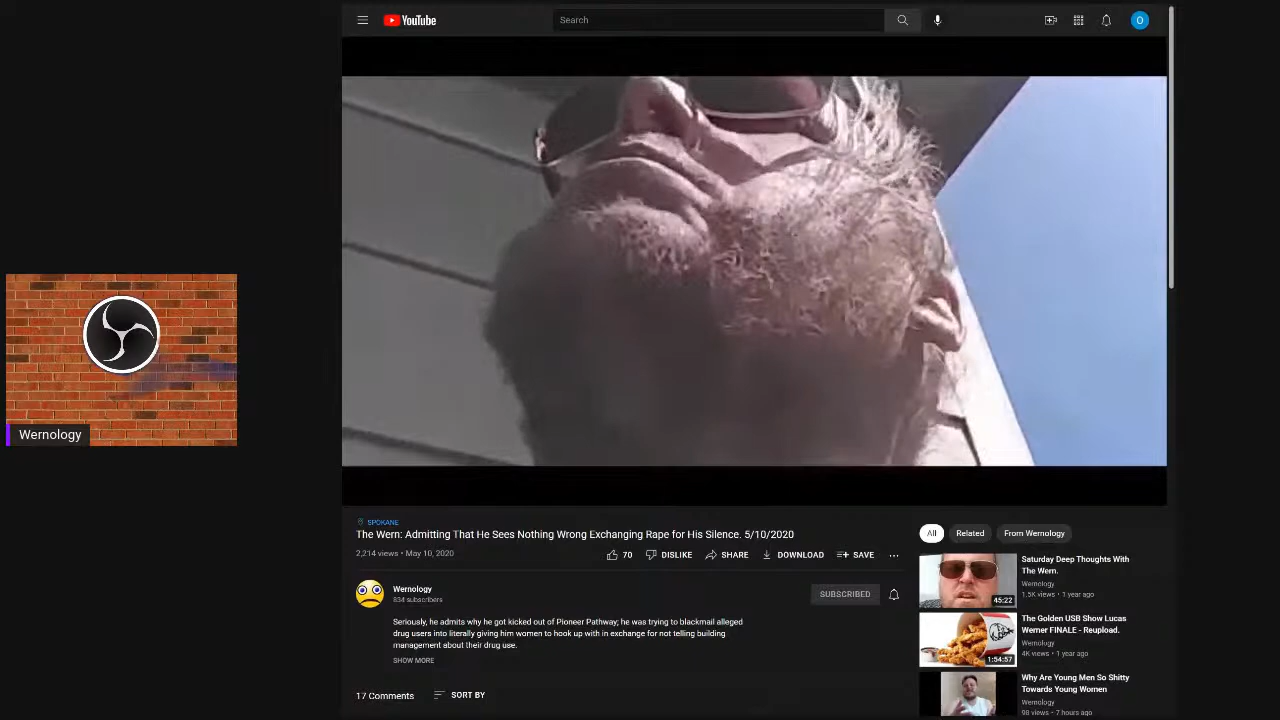 YouTube
Search
O
SPOKANE
The Wern: Admitting That He Sees Nothing Wrong Exchanging Rape for His Silence. 5/10/2020
2,214 views • May 10, 2020
70
DISLIKE
SHARE
DOWNLOAD
SAVE
Wernology
834 subscribers
SUBSCRIBED
Seriously, he admits why he got kicked out of Pioneer Pathway; he was trying to blackmail alleged
drug users into literally giving him women to hook up with in exchange for not telling building
management about their drug use.
SHOW MORE
17 Comments
SORT BY
All
Related
From Wernology
Saturday Deep Thoughts With
The Wern.
Wernology
1.5K views • 1 year ago
45:22
The Golden USB Show Lucas
Werner FINALE - Reupload.
Wernology
4K views • 1 year ago
1:54:57
Why Are Young Men So Shitty
Towards Young Women
Wernology
98 views • 7 hours ago
Wernology